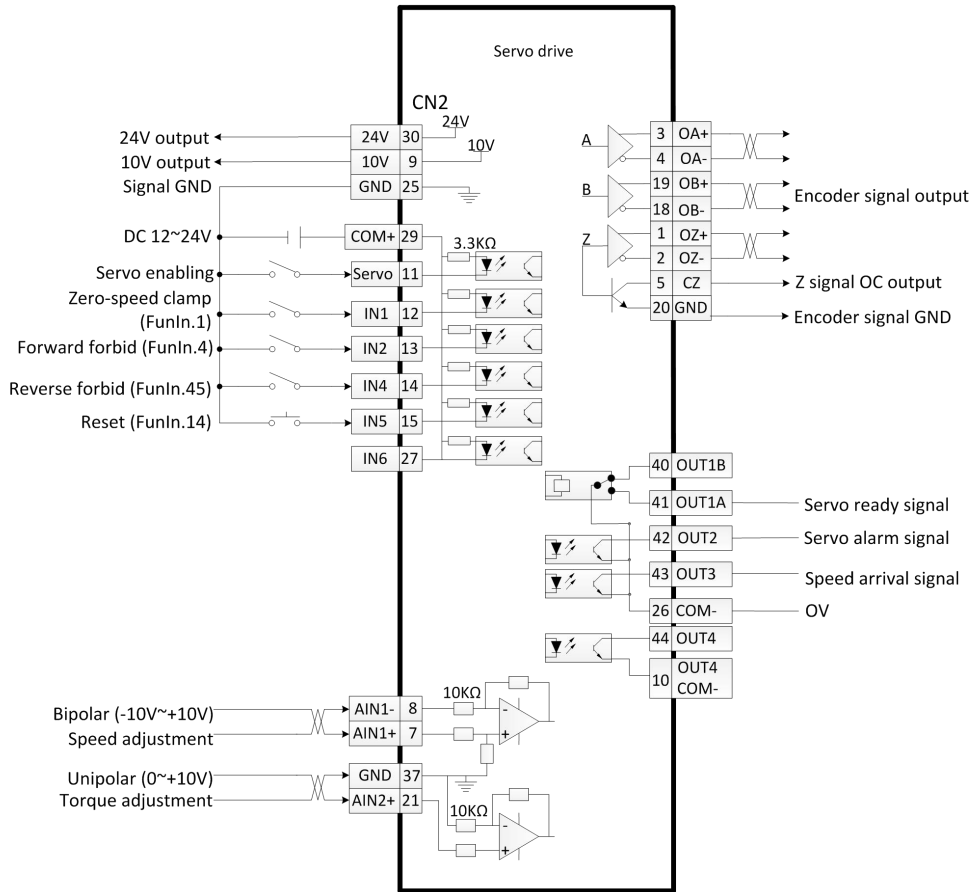 Servo drive
CN2
24V
10V
24V output
24V 30
10V output
10V 9
Signal GND
GND 25
DC 12~24V
COM+ 29
3.3KΩ
Servo enabling
Servo 11
Zero-speed clamp
(FunIn.1)
IN1 12
Forward forbid (FunIn.4)
IN2 13
Reverse forbid (FunIn.45)
IN4 14
Reset (FunIn.14)
IN5 15
IN6 27
A
3 OA+
4 OA-
B
19 OB+
Encoder signal output
18 OB-
Z
1 OZ+
2 OZ-
5 CZ
Z signal OC output
20 GND
Encoder signal GND
40 OUT1B
41 OUT1A
Servo ready signal
42 OUT2
Servo alarm signal
43 OUT3
Speed arrival signal
26 COM-
OV
44 OUT4
10 OUT4
COM-
Bipolar (-10V~+10V)
AIN1- 8
10KΩ
-
Speed adjustment
AIN1+ 7
+
Unipolar (0~+10V)
GND 37
Torque adjustment
AIN2+ 21
10KΩ
-
+